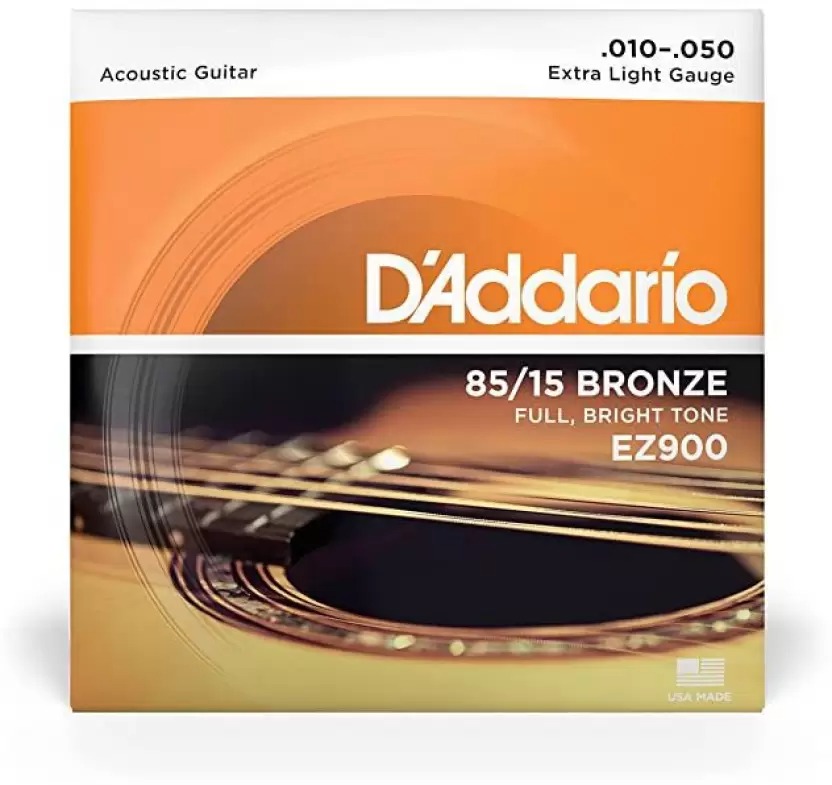 Acoustic Guitar
.010-.050
Extra Light Gauge
D'Addario
85/15 BRONZE
FULL, BRIGHT TONE
EZ900
USA MADE